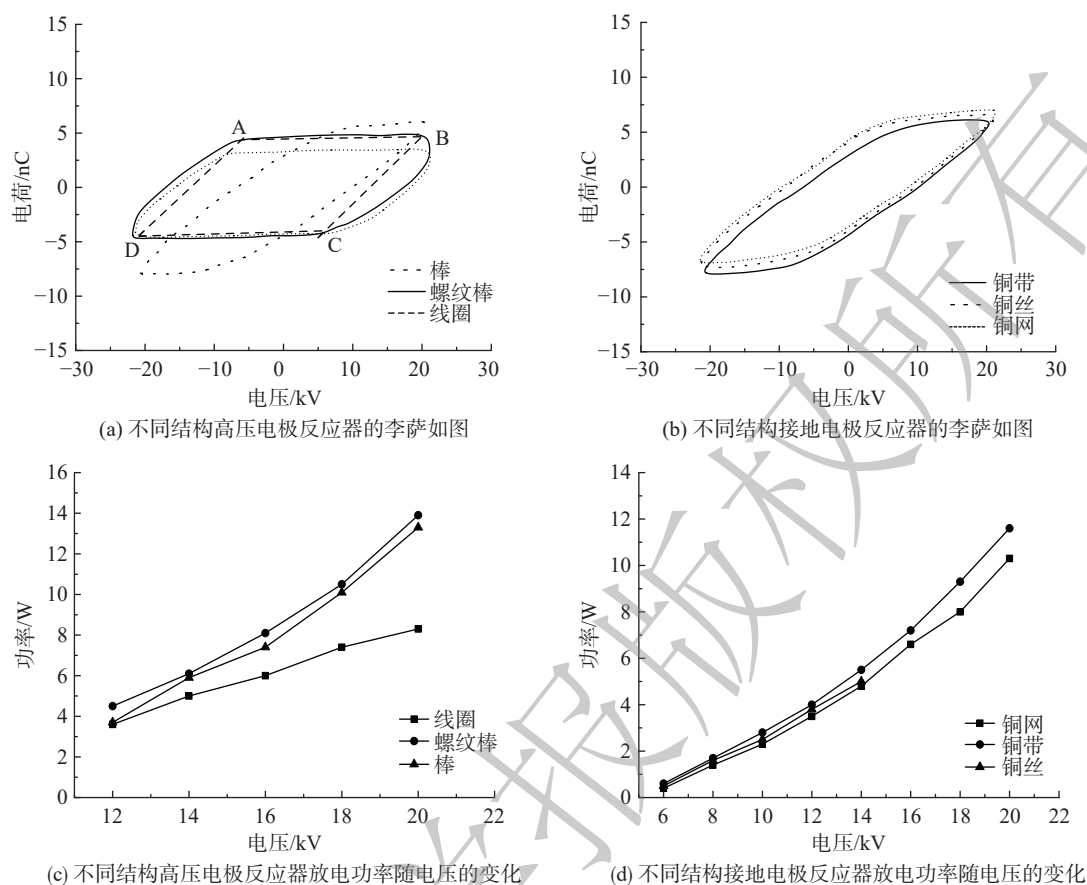 15
10
5
0
−5
−10
−15
−30 −20 −10 0 10 20 30
电荷/nC
电压/kV
A
B
C
D
棒
螺纹棒
线圈
(a) 不同结构高压电极反应器的李萨如图
15
10
5
0
−5
−10
−15
−30 −20 −10 0 10 20 30
电荷/nC
电压/kV
铜带
铜丝
铜网
(b) 不同结构接地电极反应器的李萨如图
16
14
12
10
8
6
4
2
0
12 14 16 18 20 22
功率/W
电压/kV
线圈
螺纹棒
棒
(c) 不同结构高压电极反应器放电功率随电压的变化
14
12
10
8
6
4
2
0
6 8 10 12 14 16 18 20 22
功率/W
电压/kV
铜网
铜带
铜丝
(d) 不同结构接地电极反应器放电功率随电压的变化
报版权所有